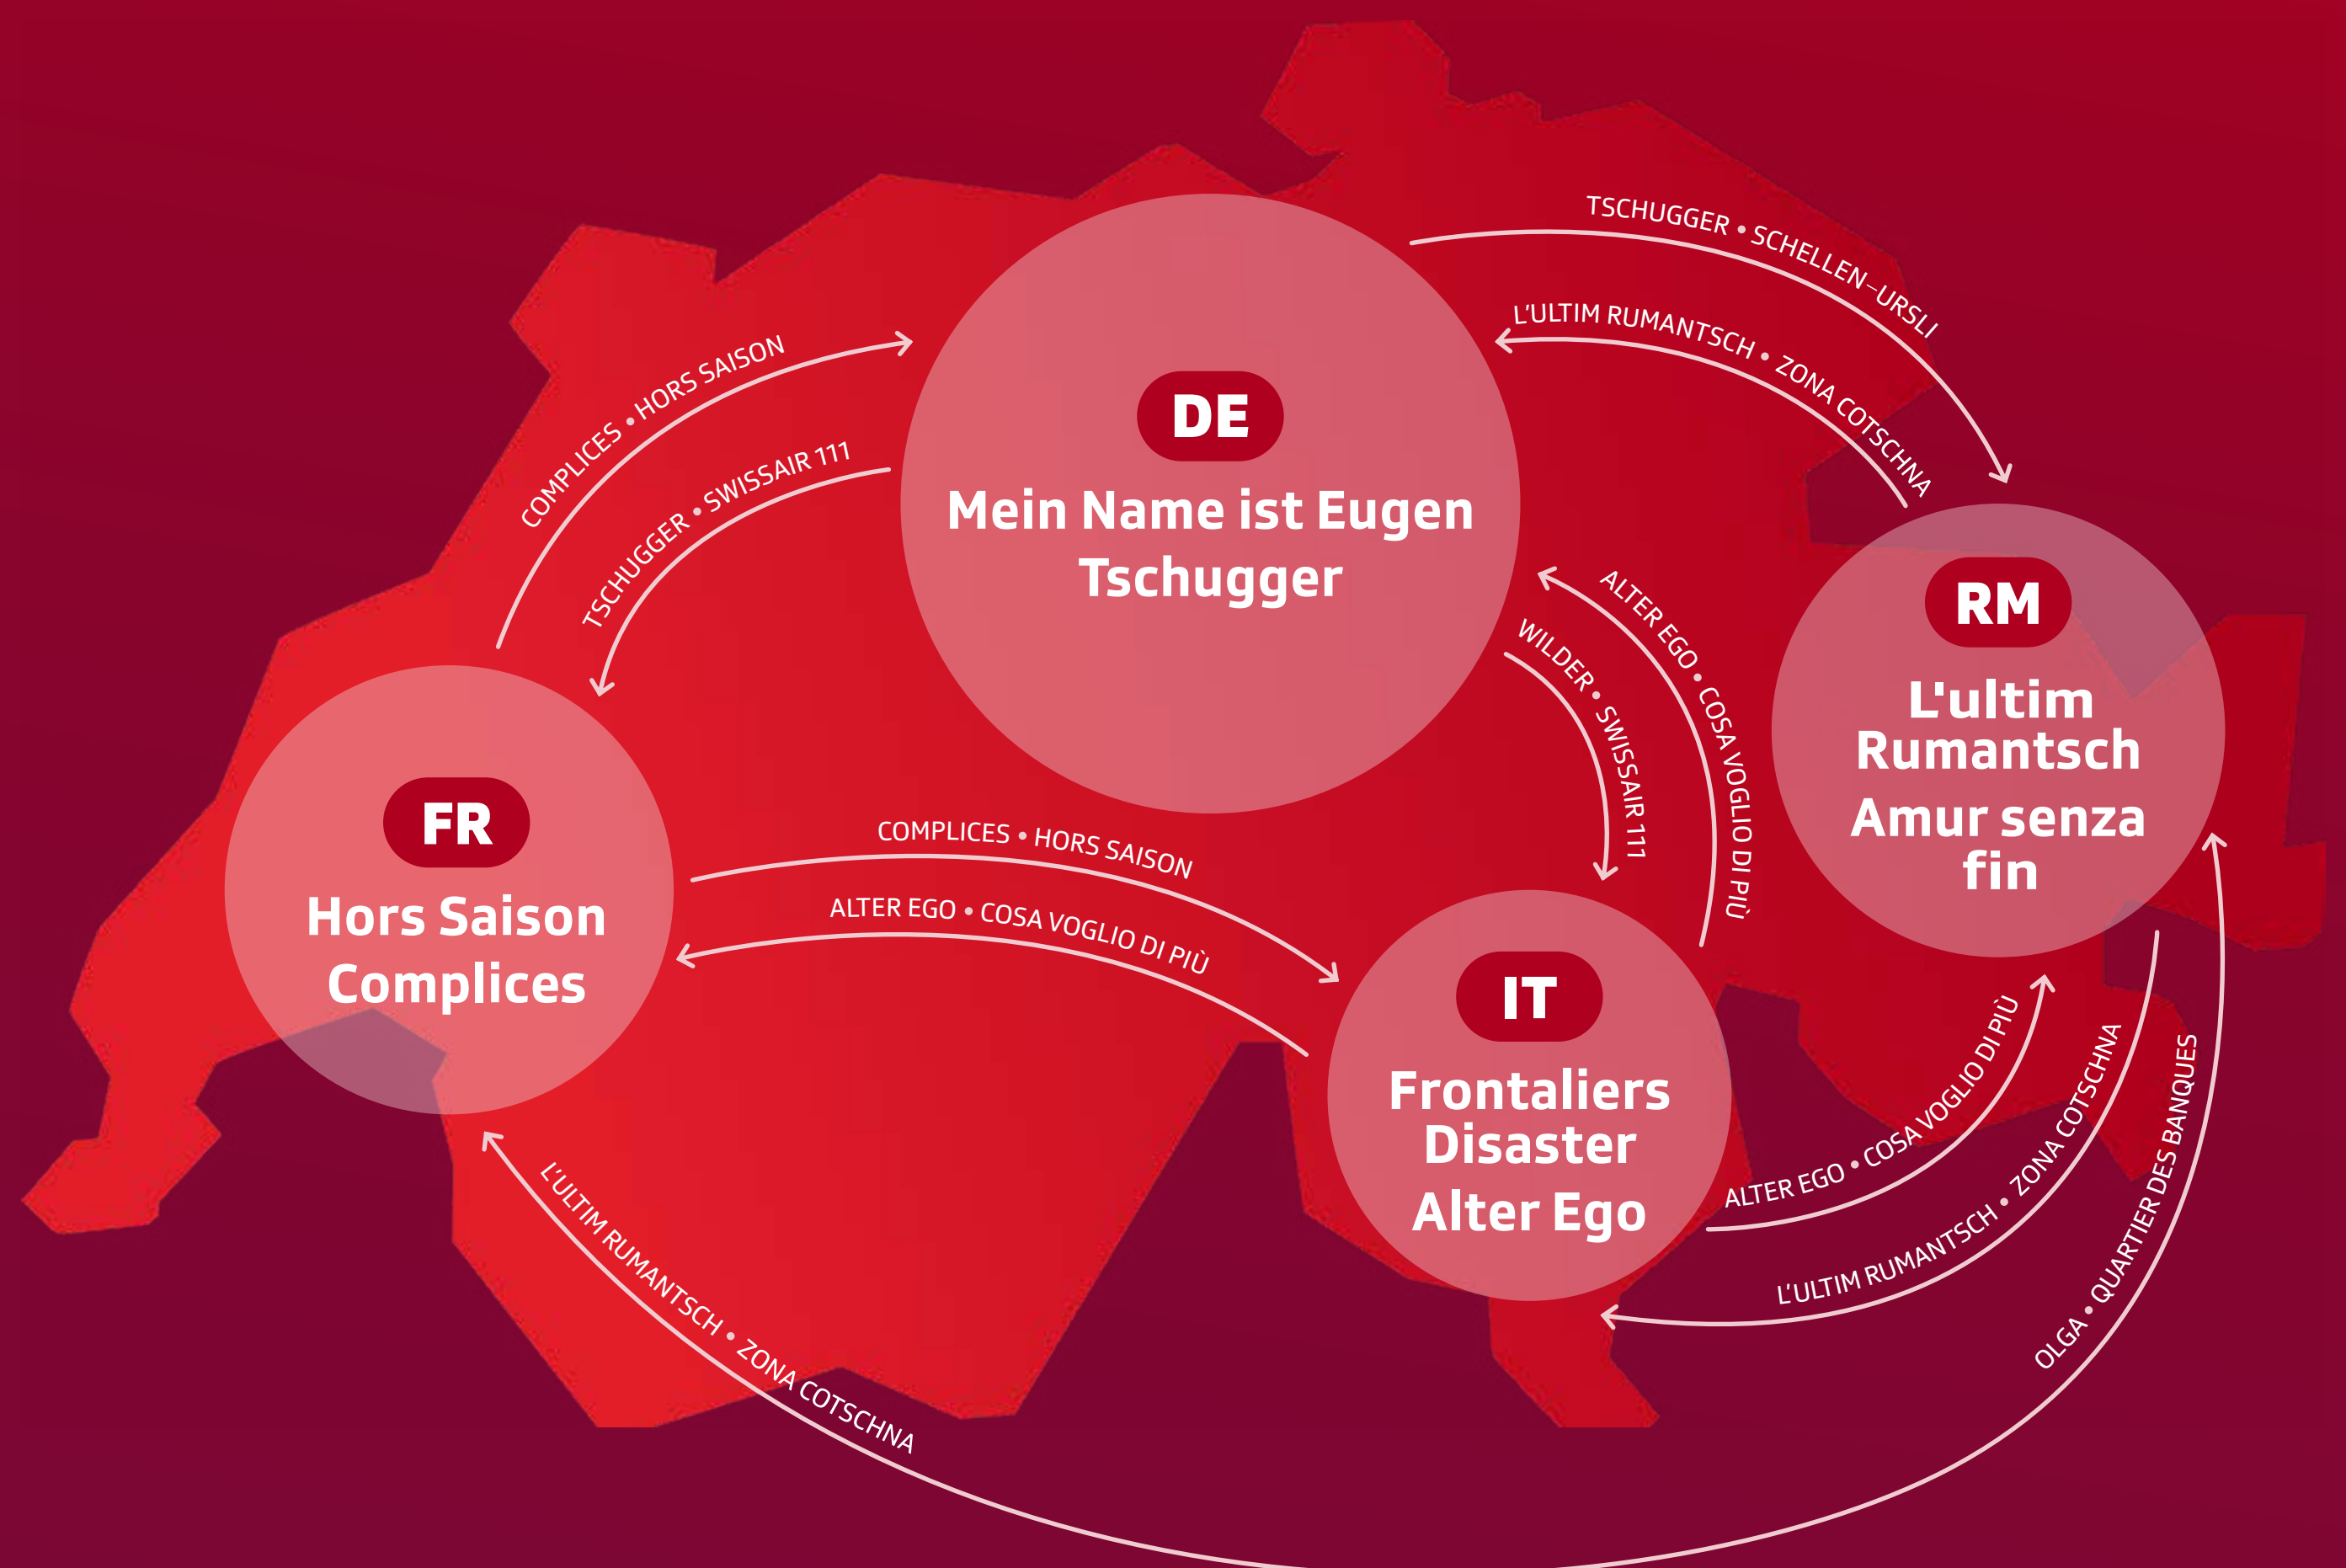 TSCHUGGER • SCHELLEN-URSLI
L'ULTIM RUMANTSCH • ZONA COTSCHNA
COMPLICES • HORS SAISON
TSCHUGGER • SWISSAIR 111
DE
Mein Name ist Eugen
Tschugger
ALTER EGO • COSA VOGLIO DI PIÙ
WILDER • SWISSAIR 111
RM
L'ultim
Rumantsch
Amur senza
fin
FR
Hors Saison
Complices
COMPLICES • HORS SAISON
ALTER EGO • COSA VOGLIO DI PIÙ
IT
Frontaliers
Disaster
Alter Ego
ALTER EGO • COSA VOGLIO DI PIÙ
L'ULTIM RUMANTSCH • ZONA COTSCHNA
OLGA • QUARTIER DES BANQUES
L'ULTIM RUMANTSCH • ZONA COTSCHNA